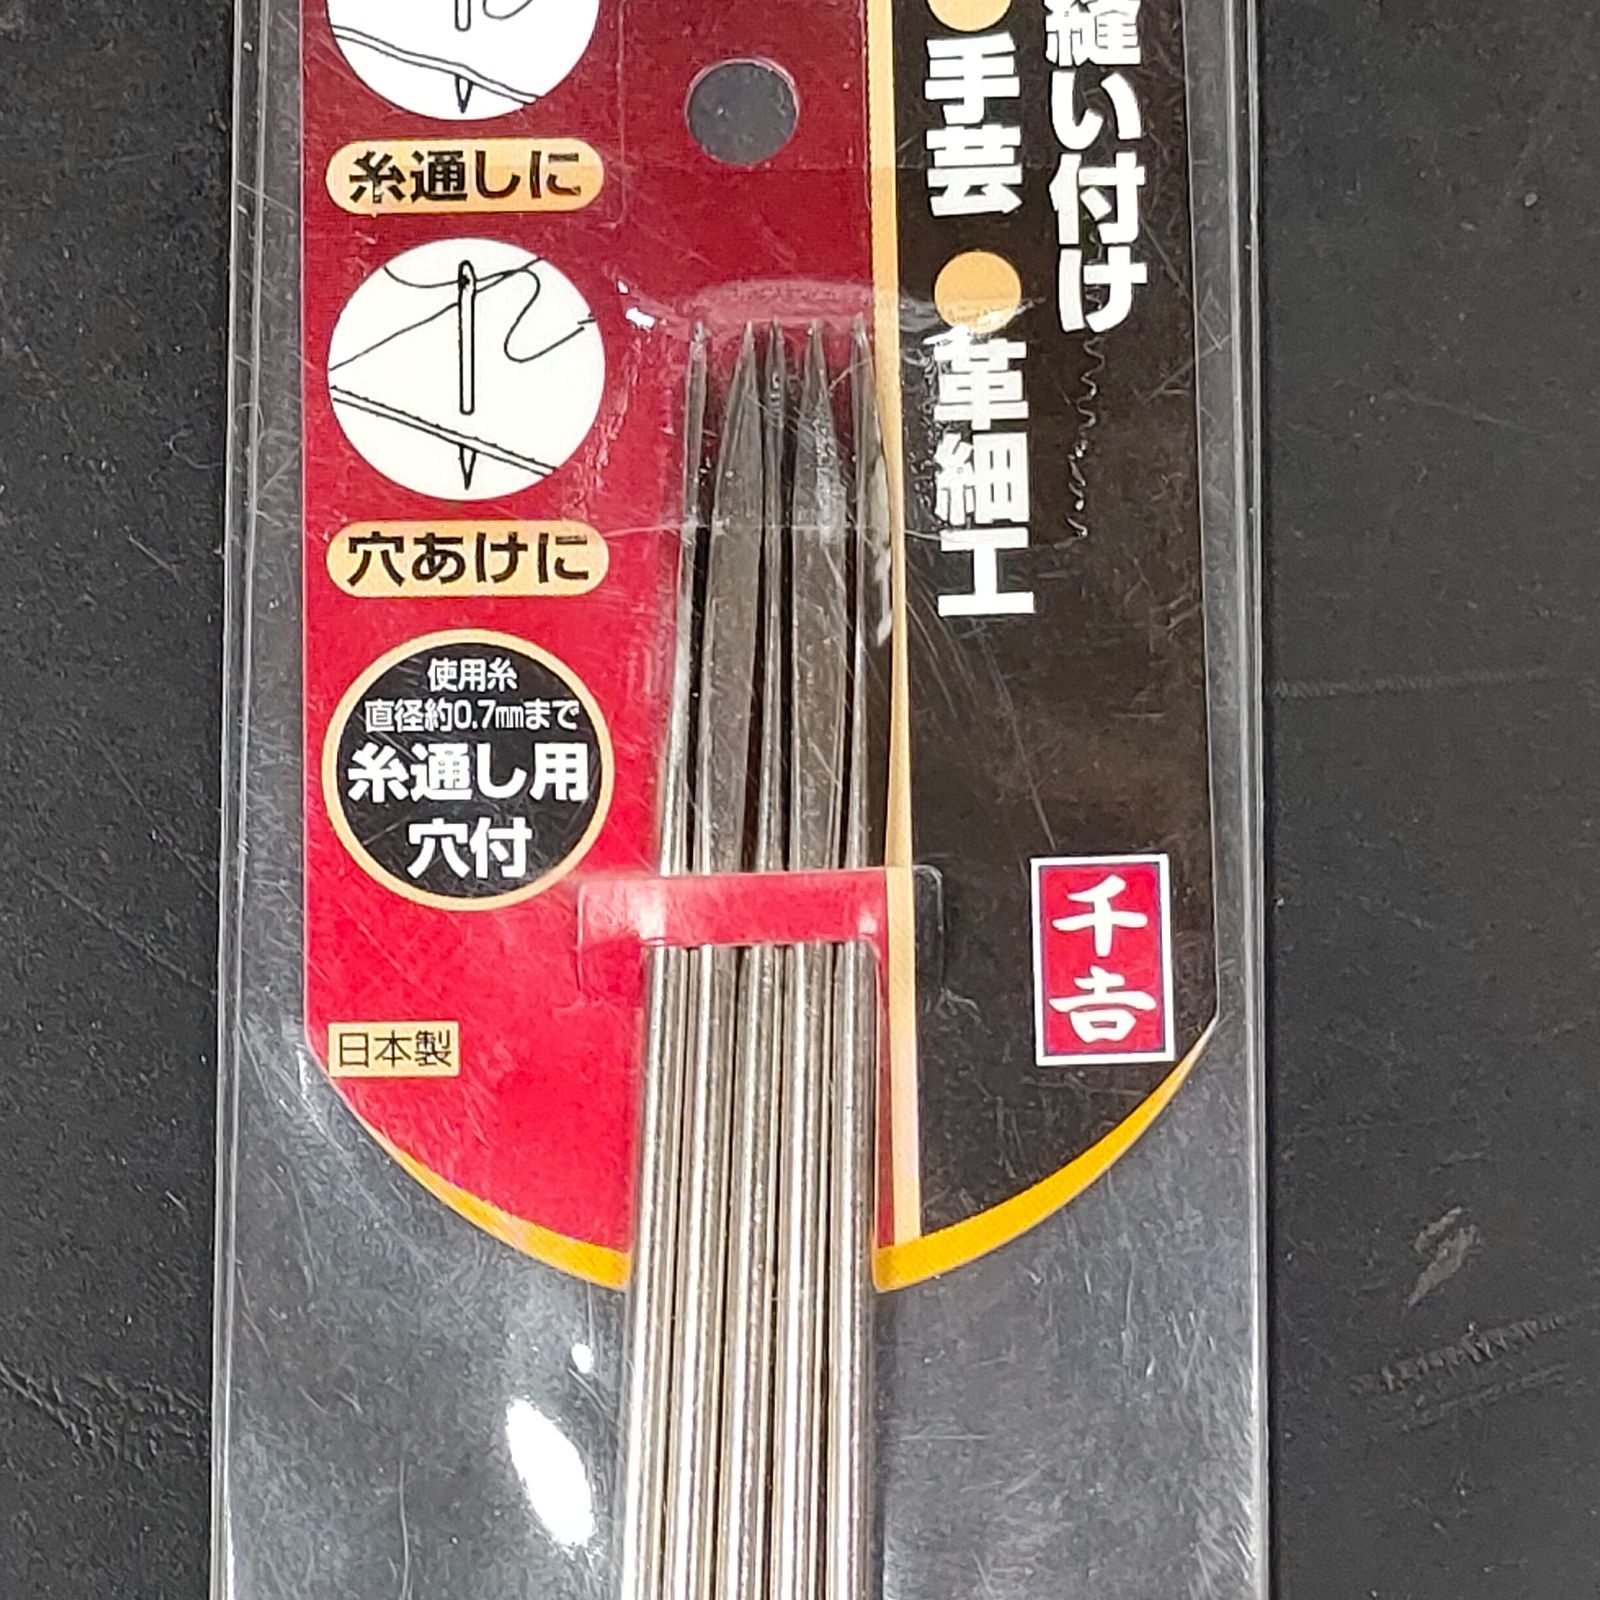 縫い付け
●手芸 ●革細工
糸通しに
穴あけに
使用糸
直径約0.7mmまで
糸通し用
穴付
日本製
千吉